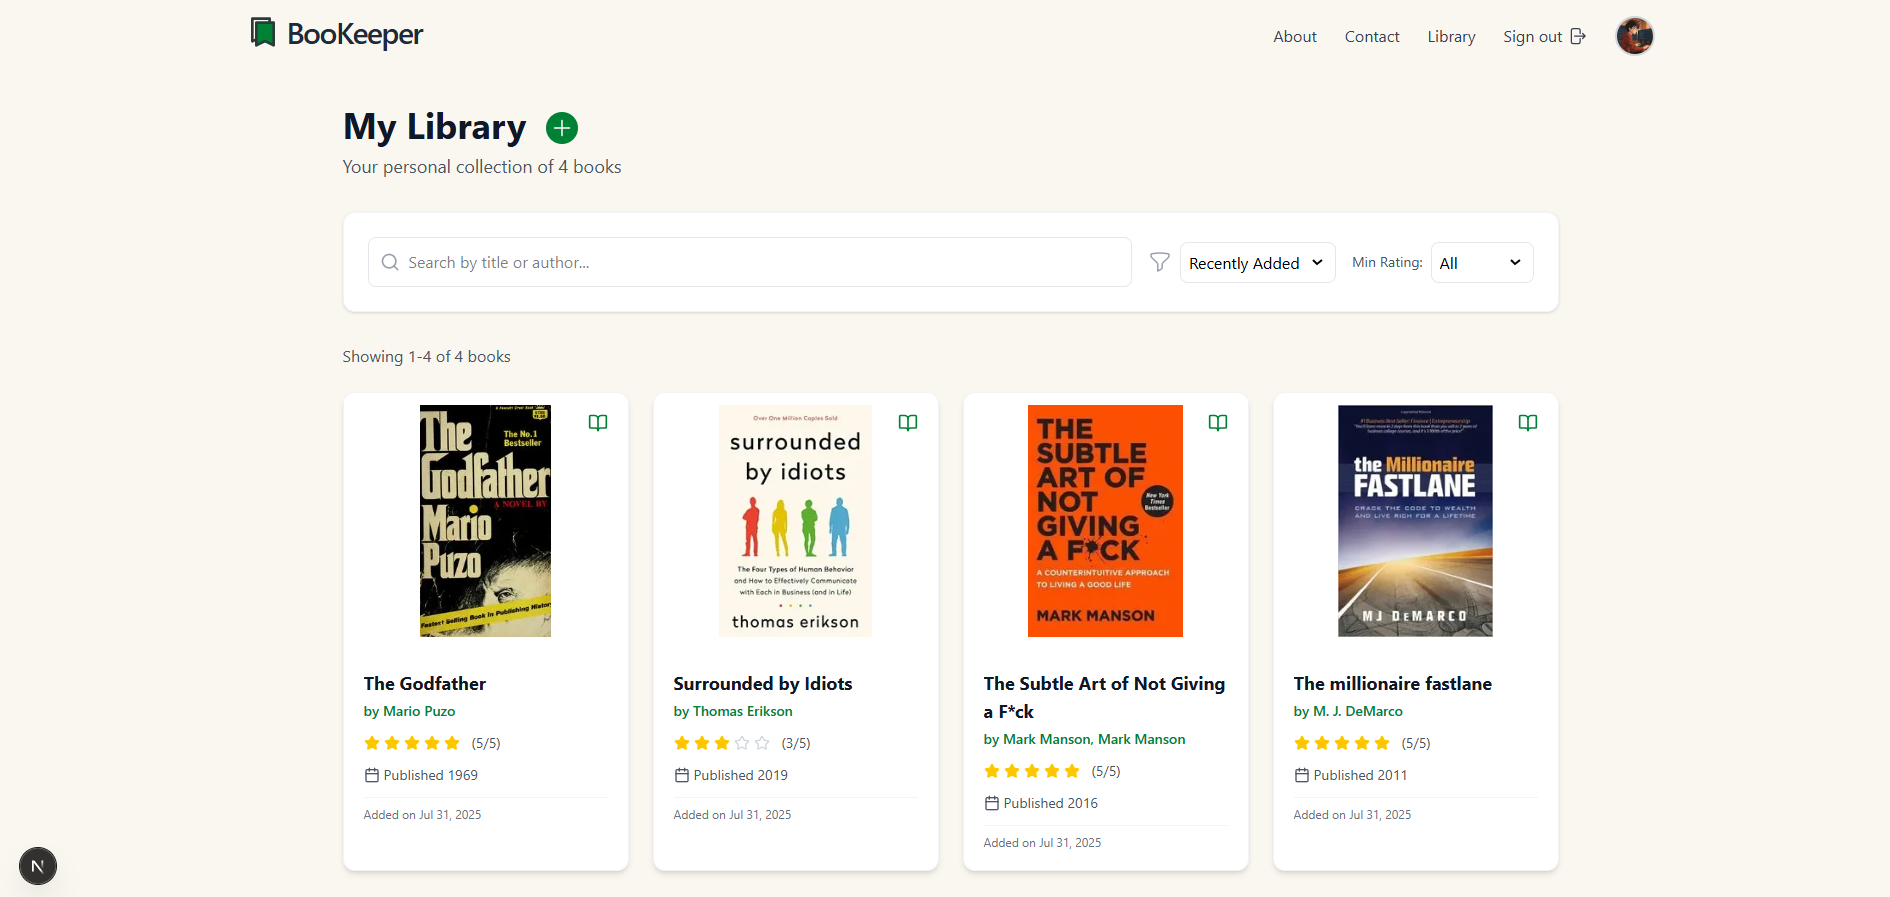 BooKeeper
About
Contact
Library
Sign out
My Library
Your personal collection of 4 books
Search by title or author...
Recently Added
Min Rating:
All
Showing 1-4 of 4 books
The No.1
Bestseller
The
Godfather
A NOVEL BY
Mario
Puzo
Fastest Selling Book in Publishing History
The Godfather
by Mario Puzo
(5/5)
Published 1969
Added on Jul 31, 2025
Over One Million Copies Sold
surrounded
by idiots
The Four Types of Human Behavior
and How to Effectively Communicate
with Each in Business (and in Life)
thomas erikson
Surrounded by Idiots
by Thomas Erikson
(3/5)
Published 2019
Added on Jul 31, 2025
THE
SUBTLE
ART OF
NOT
GIVING
A F CK
New York
Times
Bestseller
A COUNTERINTUITIVE APPROACH
TO LIVING A GOOD LIFE
MARK MANSON
The Subtle Art of Not Giving
a F*ck
by Mark Manson, Mark Manson
(5/5)
Published 2016
Added on Jul 31, 2025
the Millionaire
FASTLANE
CRACK THE CODE TO WEALTH
AND LIVE RICH FOR A LIFETIME
MJ DEMARCO
The millionaire fastlane
by M. J. DeMarco
(5/5)
Published 2011
Added on Jul 31, 2025
N